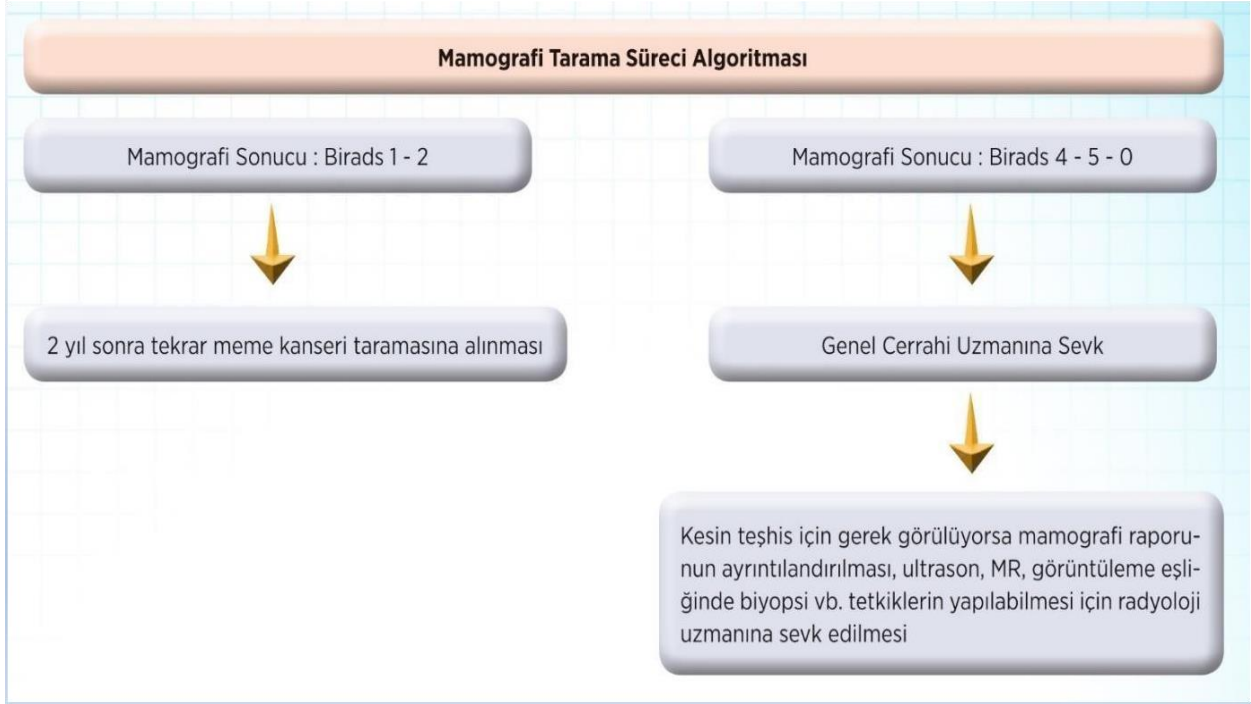 Mamografi Tarama Süreci Algoritması
Mamografi Sonucu : Birads 1 - 2
2 yıl sonra tekrar meme kanseri taramasına alınması
Mamografi Sonucu : Birads 4 - 5 - 0
Genel Cerrahi Uzmanına Sevk
Kesin teşhis için gerek görülüyorsa mamografi raporu-
nun ayrıntılandırılması, ultrason, MR, görüntüleme eşli-
ğinde biyopsi vb. tetkiklerin yapılabilmesi için radyoloji
uzmanına sevk edilmesi